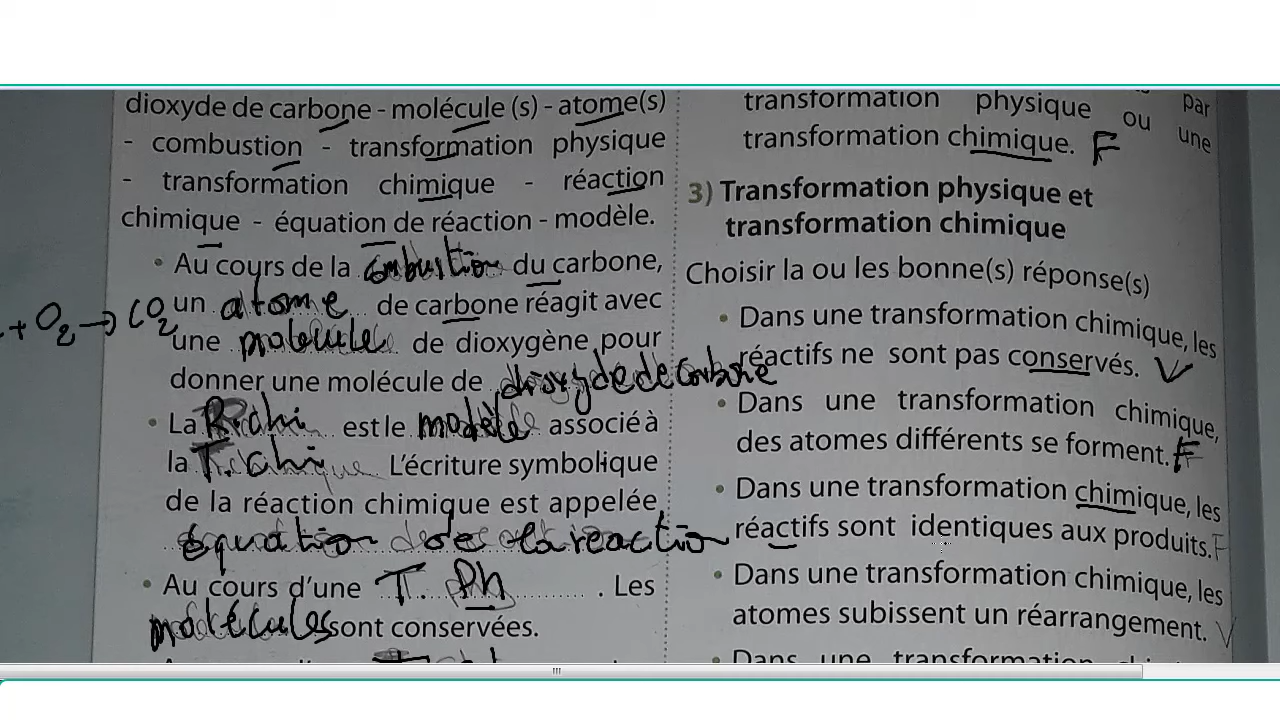 dioxyde de carbone - molécule (s) - atome(s)
- combustion - transformation physique
- transformation chimique - réaction
chimique - équation de réaction - modèle.
• Au cours de la combustion du carbone,
+ O2 → CO2 un atome de carbone réagit avec
une molécule de dioxygène pour
donner une molécule de dioxyde de carbone
• La R.chi est le modèle associé à
la T.chi L'écriture symbolique
de la réaction chimique est appelée
équation de la reaction
• Au cours d'une T. Ph . Les
molécules sont conservées.
transformation physique ou une par
transformation chimique. F
3) Transformation physique et
transformation chimique
Choisir la ou les bonne(s) réponse(s)
• Dans une transformation chimique, les
réactifs ne sont pas conservés. V
• Dans une transformation chimique,
des atomes différents se forment. F
• Dans une transformation chimique, les
réactifs sont identiques aux produits. F
• Dans une transformation chimique, les
atomes subissent un réarrangement. V
Dans une transformation